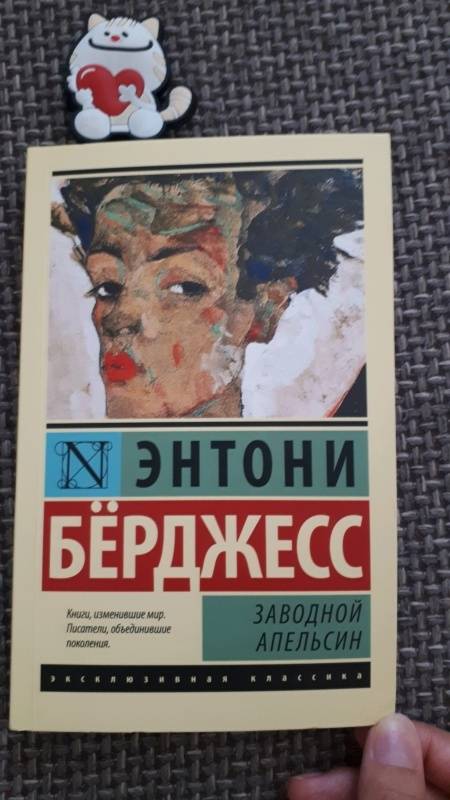 N
ЭНТОНИ
БЁРДЖЕСС
ЗАВОДНОЙ
АПЕЛЬСИН
Книги, изменившие мир.
Писатели, объединившие
поколения.
эксклюзивная классика